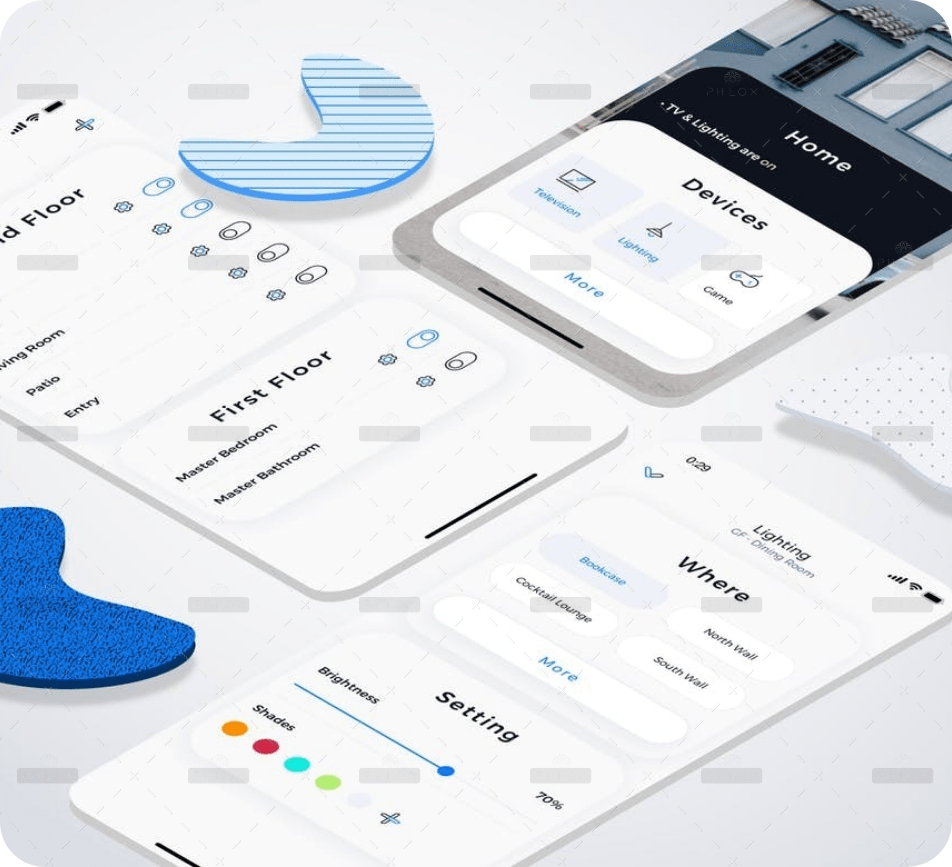 nd Floor
ving Room
Patio
Entry
First Floor
Master Bedroom
Master Bathroom
Home
TV & Lighting are on
Devices
Television
Lighting
Game
More
0:29
Lighting
GF - Dining Room
Where
Bookcase
North Wall
Cocktail Lounge
South Wall
More
Setting
Brightness
70%
Shades
PHLOX